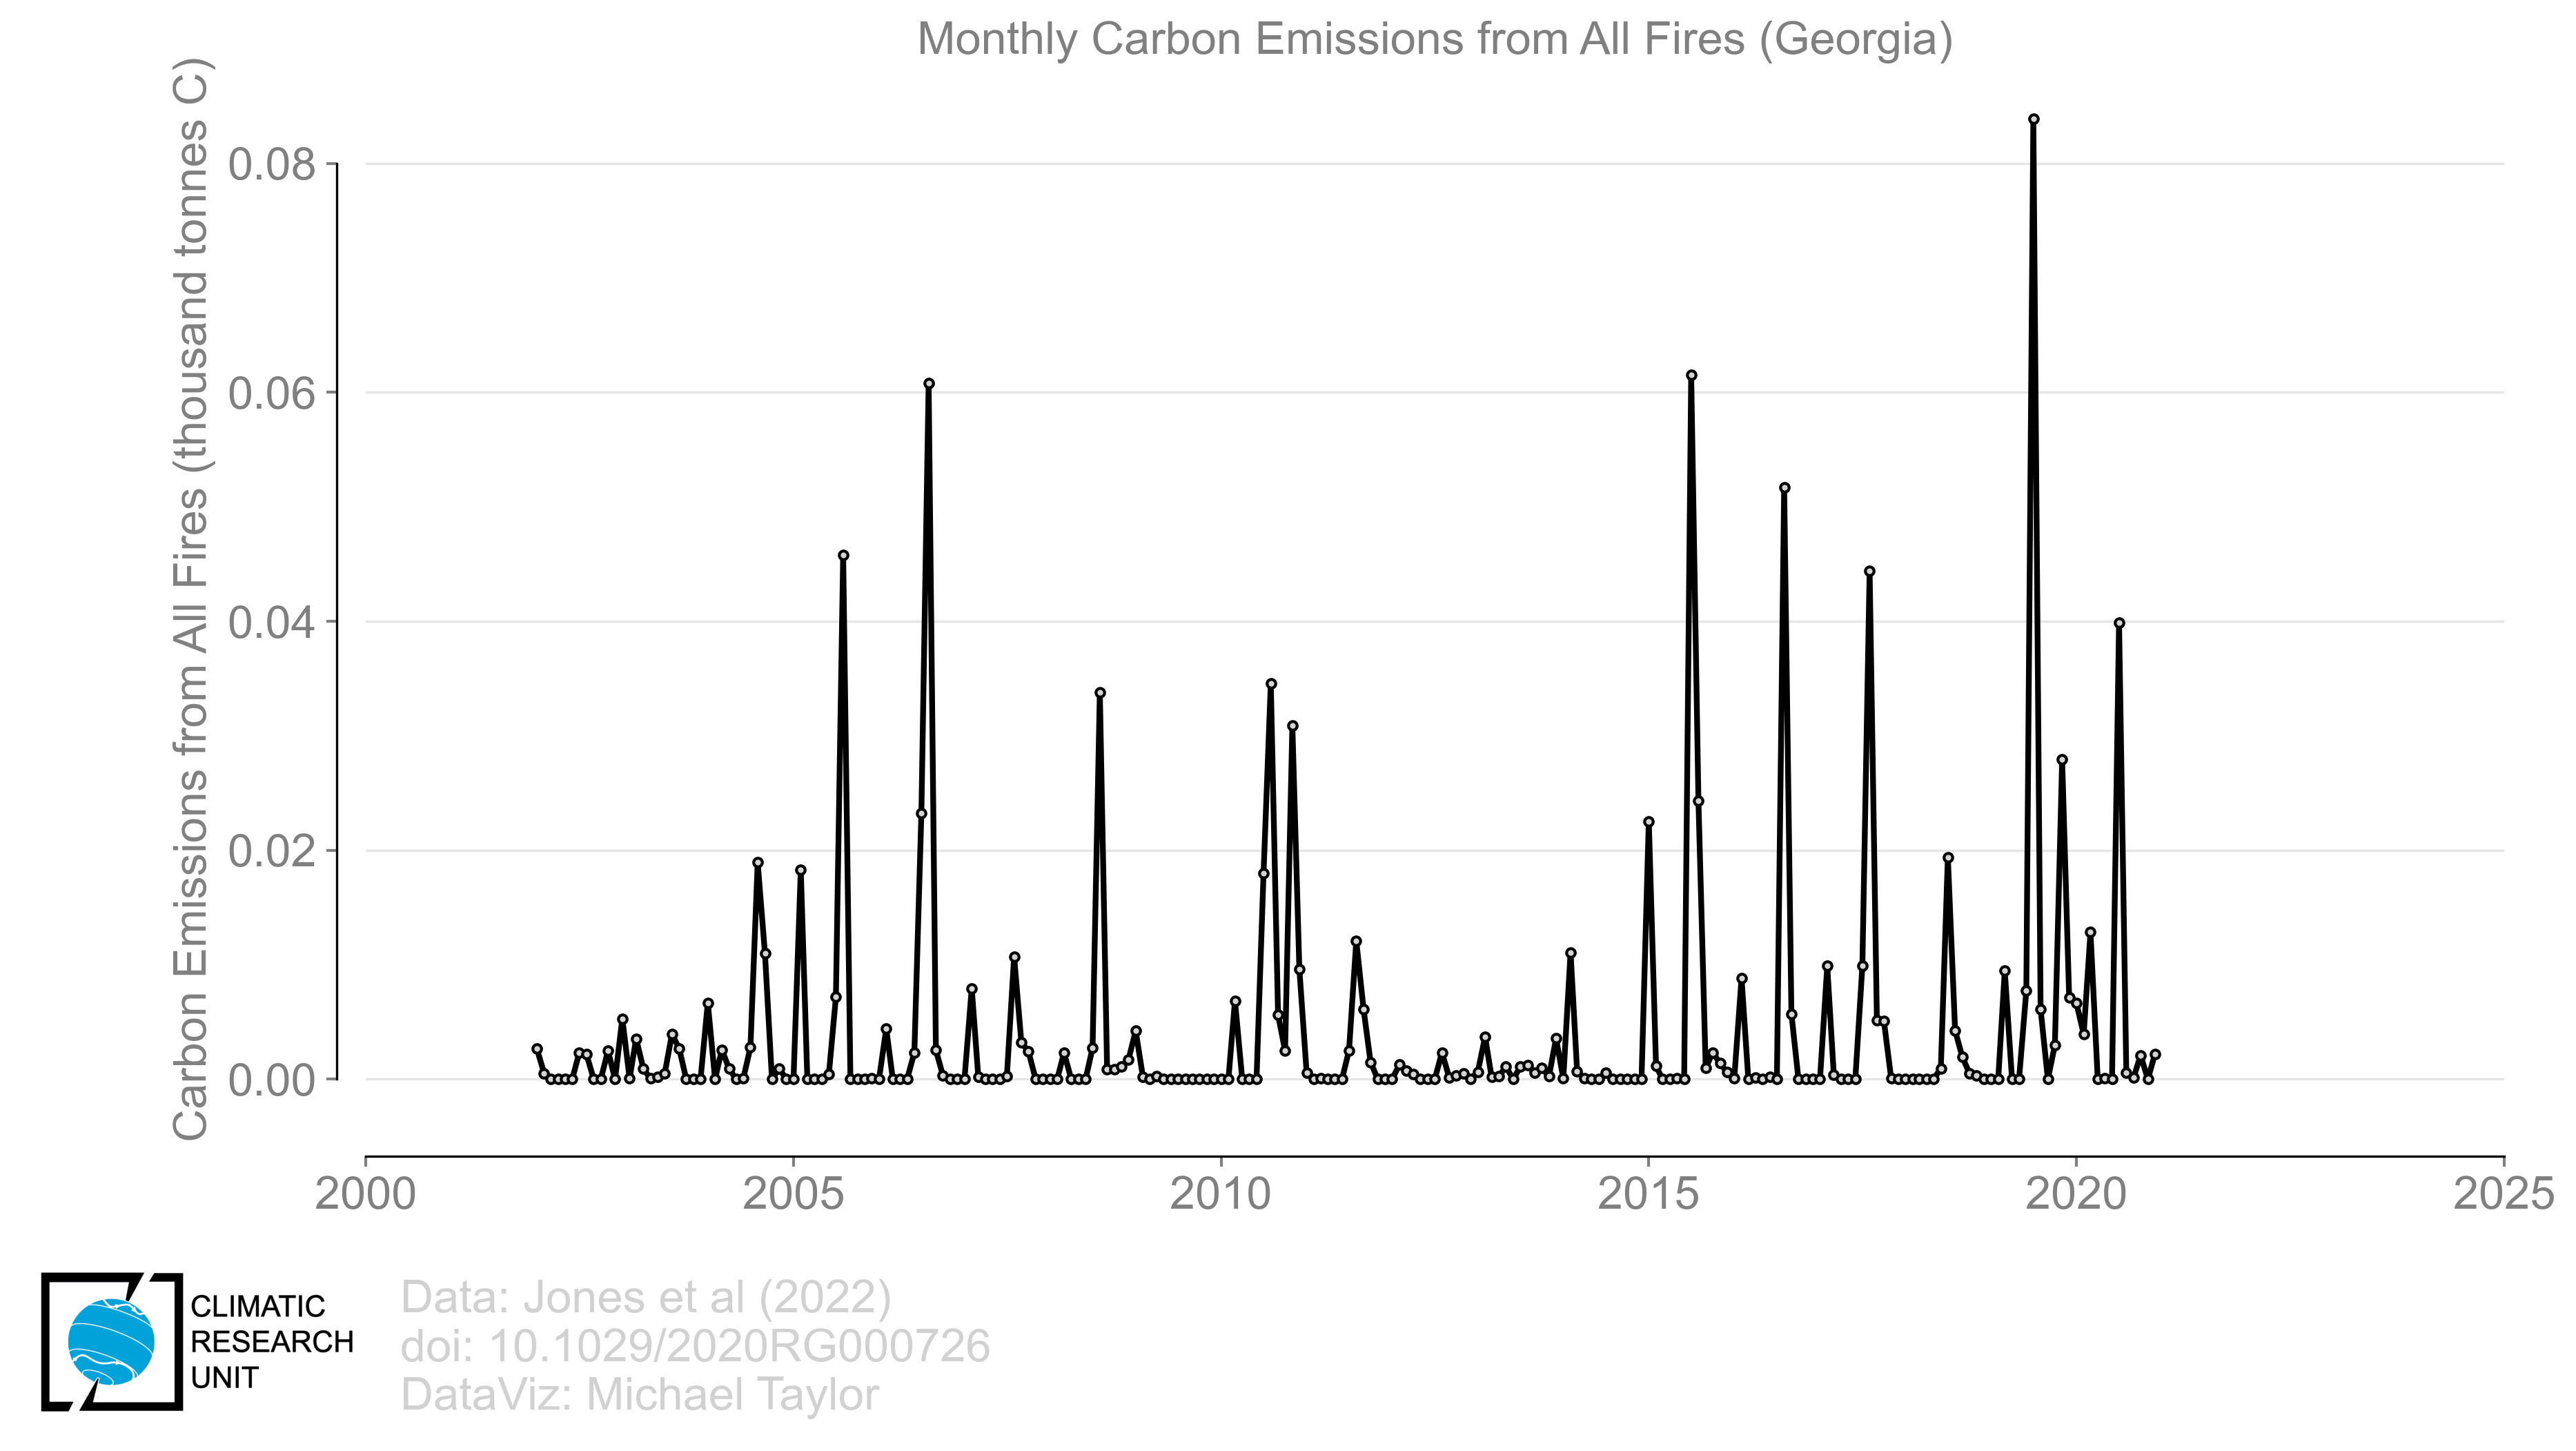 Monthly Carbon Emissions from All Fires (Georgia)
Carbon Emissions from All Fires (thousand tonnes C)
0.08
0.06
0.04
0.02
0.00
2000
2005
2010
2015
2020
2025
CLIMATIC
RESEARCH
UNIT
Data: Jones et al (2022)
doi: 10.1029/2020RG000726
DataViz: Michael Taylor